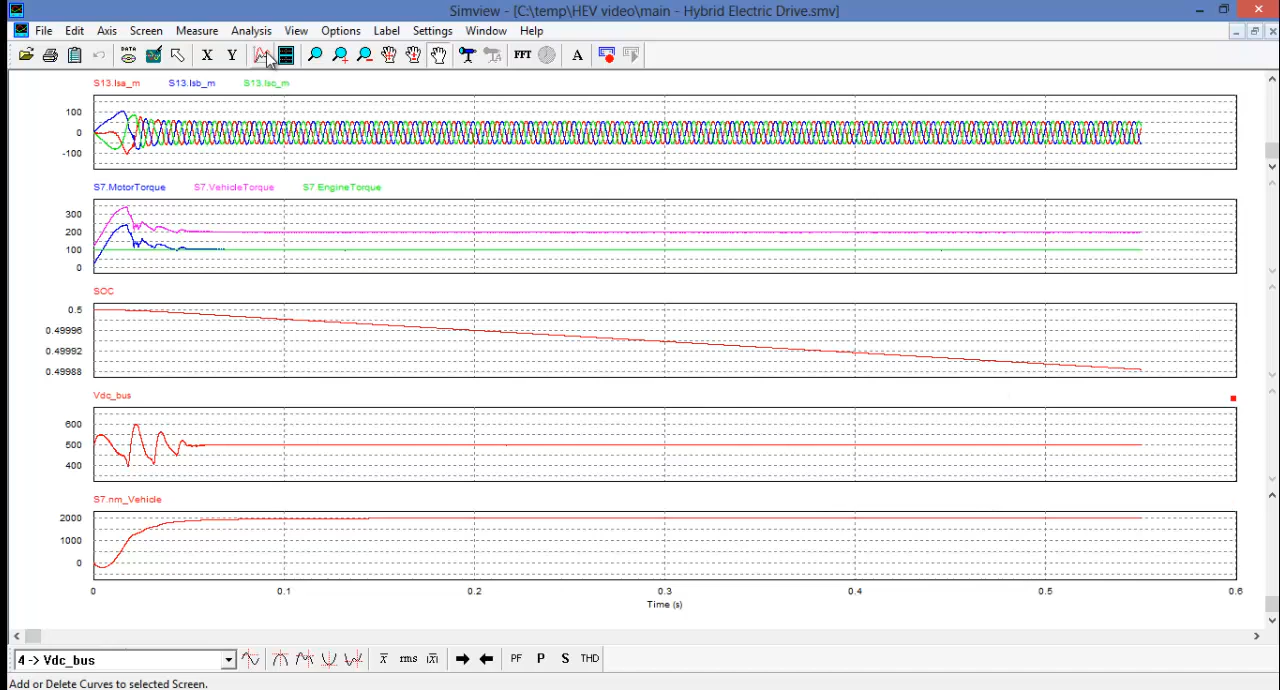 Simview - [C:\temp\HEV video\main - Hybrid Electric Drive.smv]
File Edit Axis Screen Measure Analysis View Options Label Settings Window Help
DATA X Y FFT A
S13.Isa_m S13.Isb_m S13.Isc_m
100
0
-100
S7.MotorTorque S7.VehicleTorque S7.EngineTorque
300
200
100
0
SOC
0.5
0.49996
0.49992
0.49988
Vdc_bus
600
500
400
S7.nm_Vehicle
2000
1000
0
0 0.1 0.2 0.3 0.4 0.5 0.6
Time (s)
4 -> Vdc_bus x rms |x| PF P S THD
Add or Delete Curves to selected Screen.